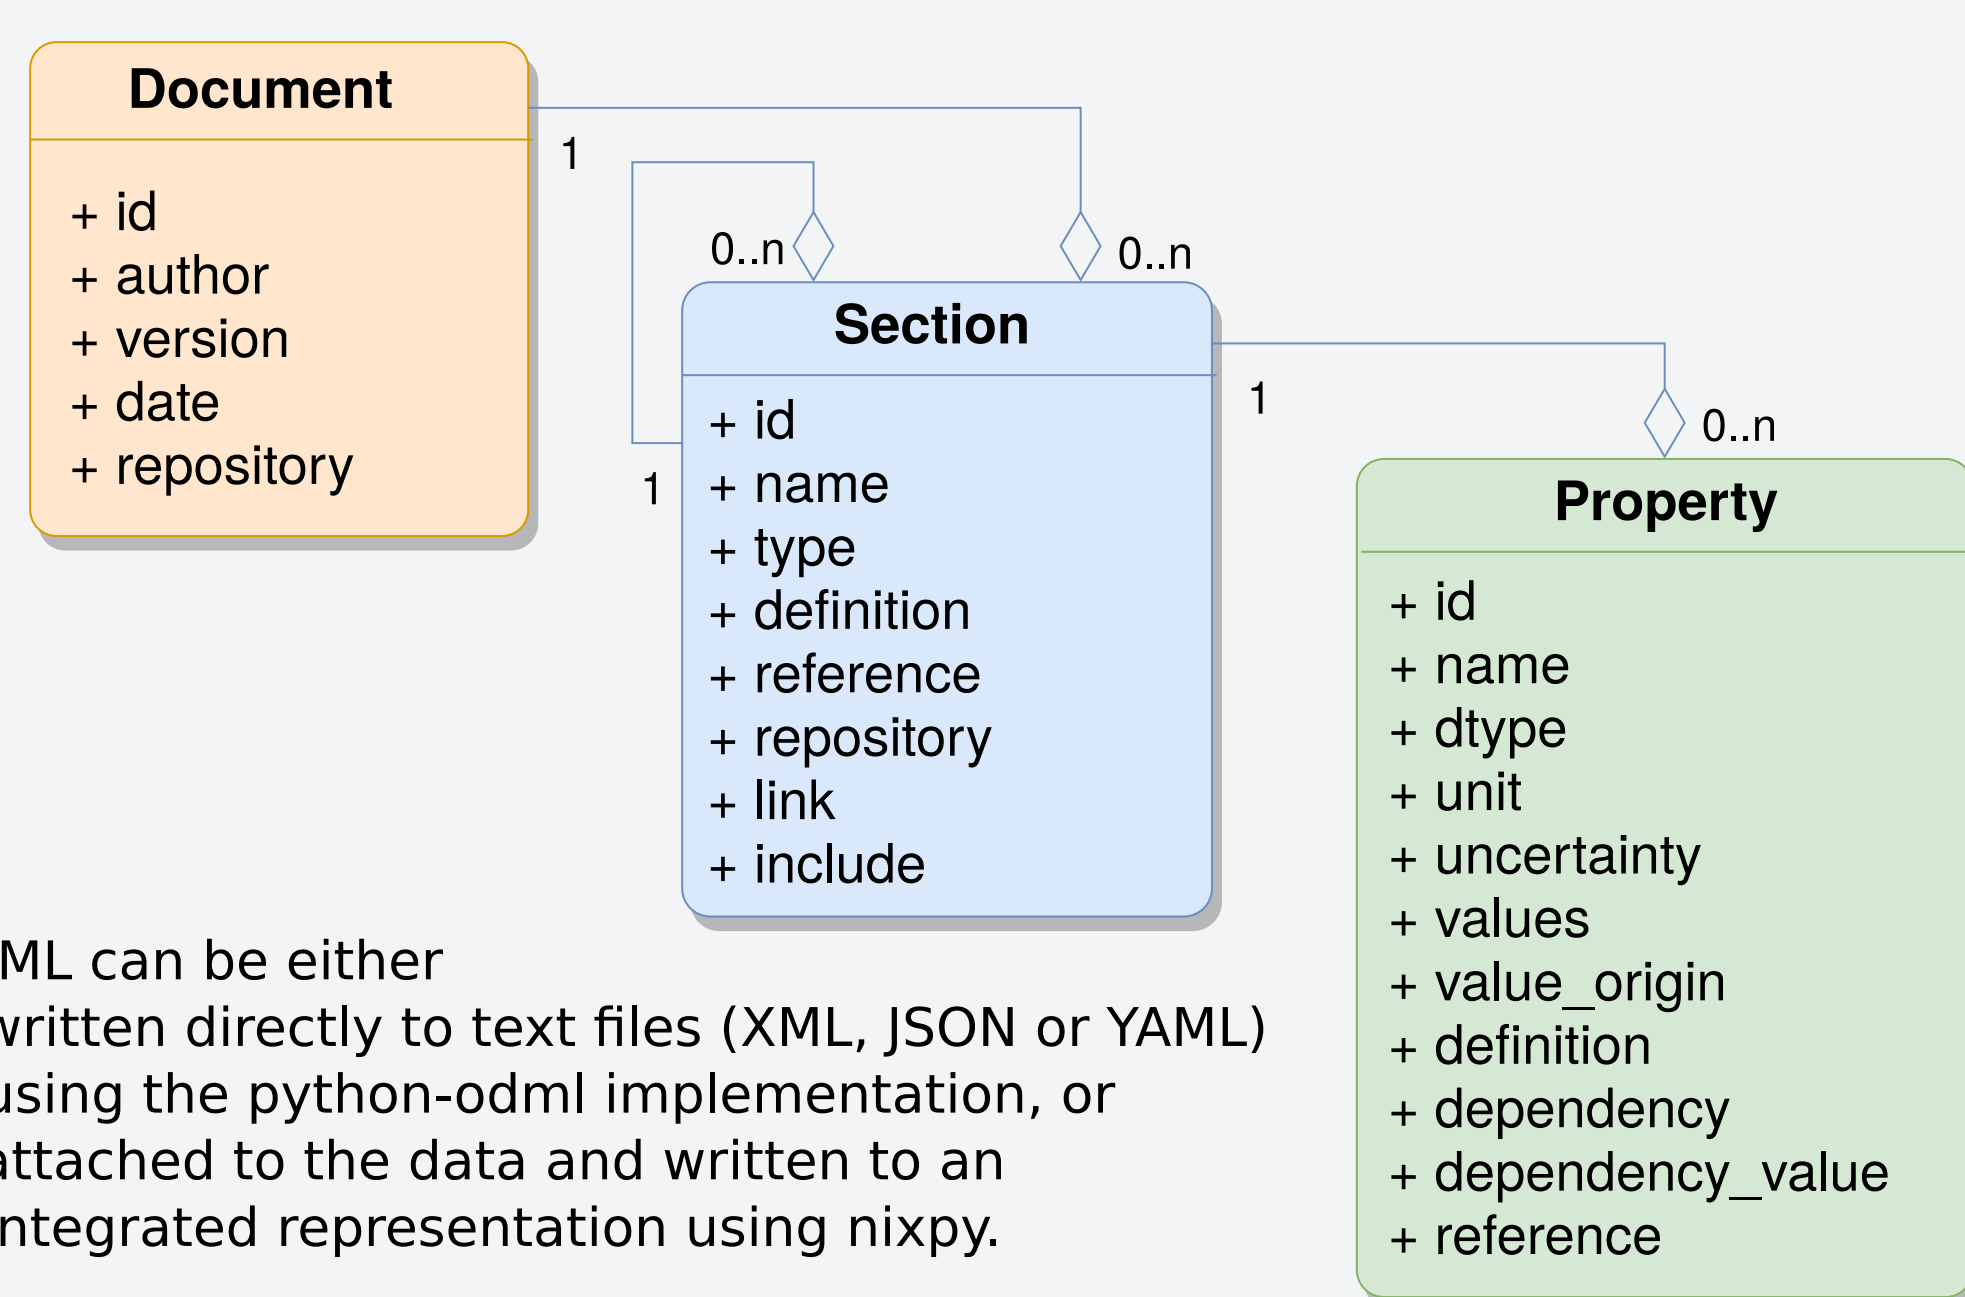 Document
+ id
+ author
+ version
+ date
+ repository
1
0..n
0..n
1
Section
+ id
+ name
+ type
+ definition
+ reference
+ repository
+ link
+ include
1
0..n
Property
+ id
+ name
+ dtype
+ unit
+ uncertainty
+ values
+ value_origin
+ definition
+ dependency
+ dependency_value
+ reference
ML can be either
written directly to text files (XML, JSON or YAML)
using the python-odml implementation, or
attached to the data and written to an
integrated representation using nixpy.